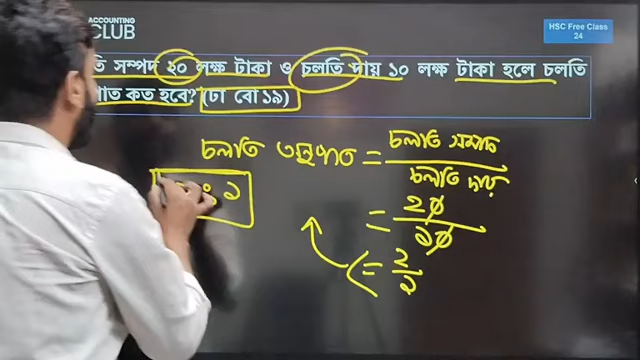 ACCOUNTING
CLUB
HSC Free Class
24
সম্পদ ২০ লক্ষ টাকা ও চলতি দায় ১০ লক্ষ টাকা হলে চলতি
কত হবে? (ঢা বো ১৯)
চলতি অনুপাত = চলতি সম্পদ
চলতি দায়
= ২০
১০
= ২
১
: ১